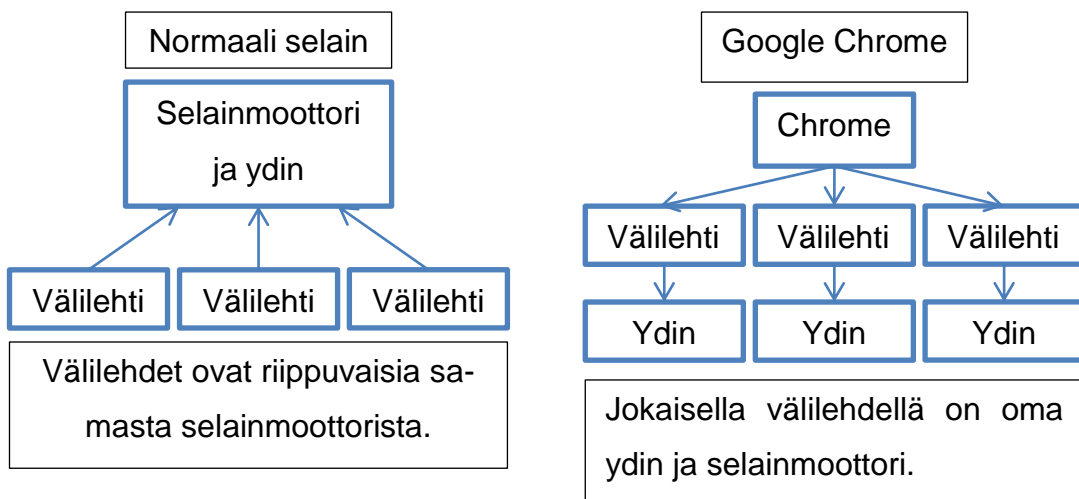 Normaali selain
Selainmoottori
ja ydin
Välilehti
Välilehti
Välilehti
Välilehdet ovat riippuvaisia sa-
masta selainmoottorista.
Google Chrome
Chrome
Välilehti
Välilehti
Välilehti
Ydin
Ydin
Ydin
Jokaisella välilehdellä on oma
ydin ja selainmoottori.